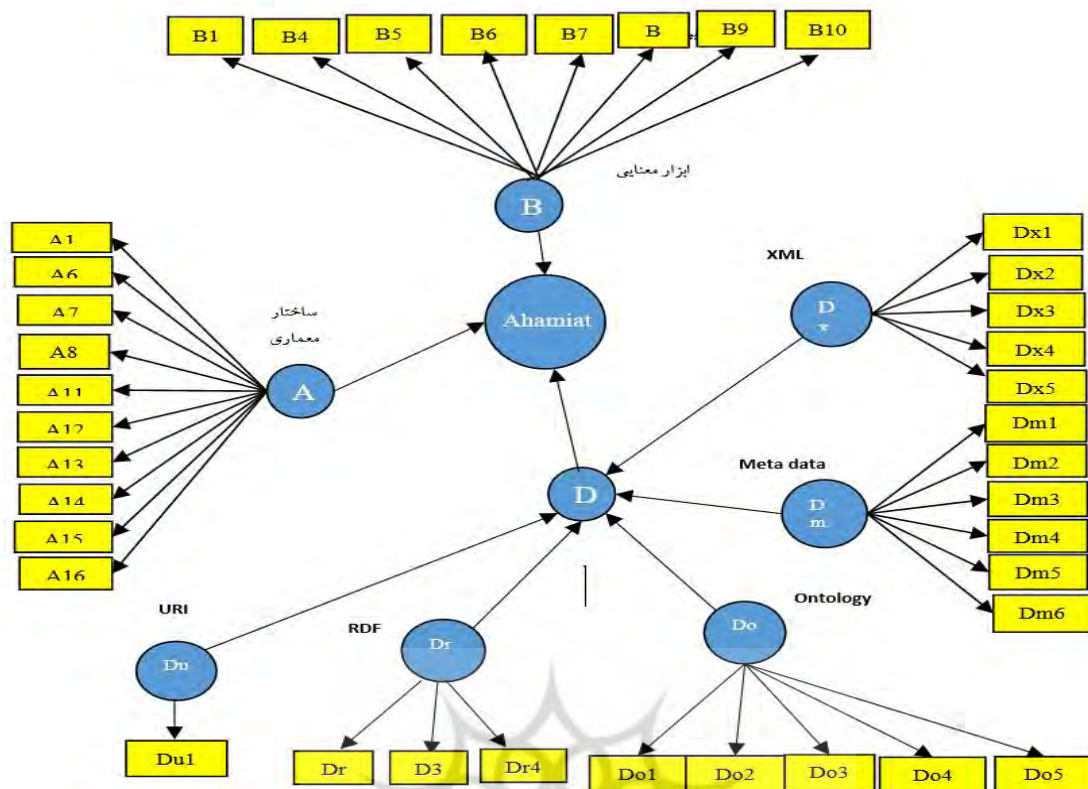 B1 B4 B5 B6 B7 B B9 B10
ابزار معنایی
B
A1
A6
A7
A8
A11
A12
A13
A14
A15
A16
ساختار
معماری
A
Ahamiat
XML
D
x
Dx1
Dx2
Dx3
Dx4
Dx5
Meta data
D
m
Dm1
Dm2
Dm3
Dm4
Dm5
Dm6
D
URI
Du
Du1
RDF
Dr
Dr D3 Dr4
Ontology
Do
Do1 Do2 Do3 Do4 Do5